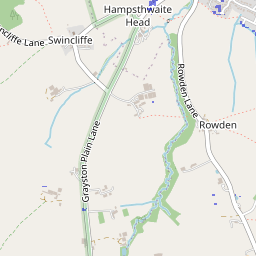 Hampsthwaite
Head
ncliffe Lane
Swincliffe
Rowden Lane
Rowden
Grayston Plain Lane